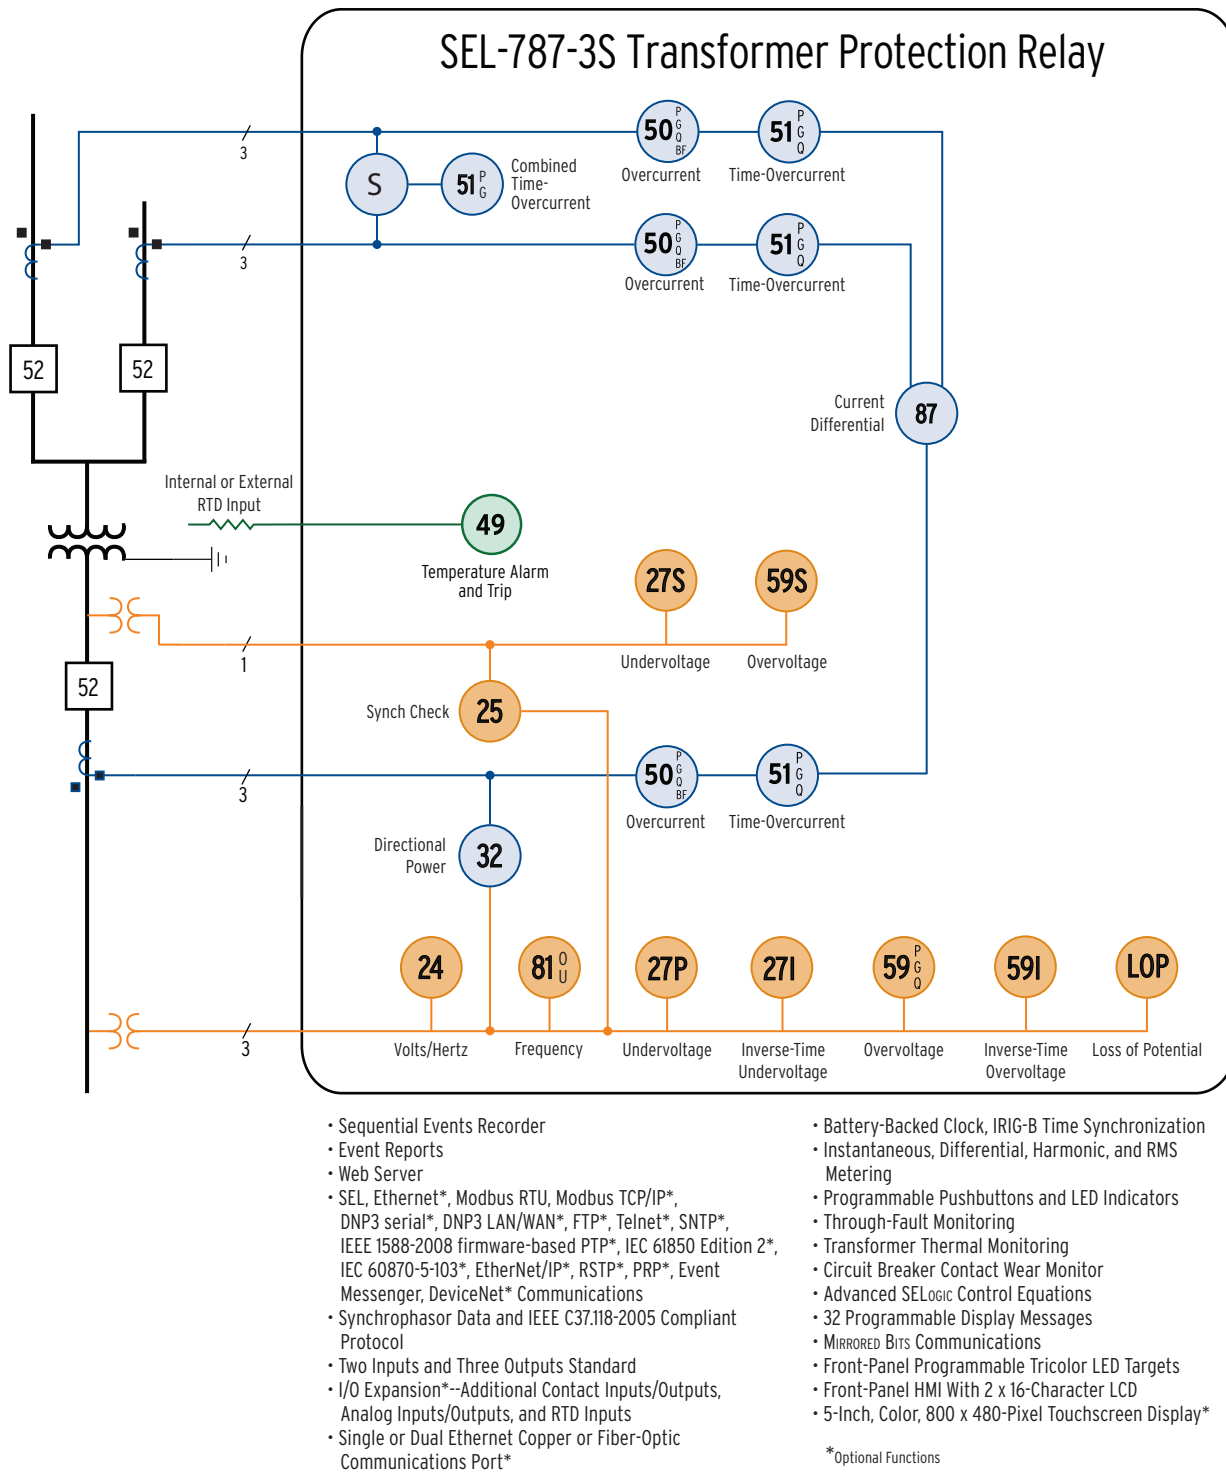 SEL-787-3S Transformer Protection Relay
3
50 P G Q BF
Overcurrent
51 P G Q
Time-Overcurrent
S
51 P G
Combined
Time-
Overcurrent
3
50 P G Q BF
Overcurrent
51 P G Q
Time-Overcurrent
52
52
Current
Differential
87
Internal or External
RTD Input
49
Temperature Alarm
and Trip
27S
Undervoltage
59S
Overvoltage
1
52
Synch Check
25
3
50 P G Q BF
Overcurrent
51 P G Q
Time-Overcurrent
Directional
Power
32
24
81 O U
27P
27I
59 P G Q
59I
LOP
3
Volts/Hertz
Frequency
Undervoltage
Inverse-Time
Undervoltage
Overvoltage
Inverse-Time
Overvoltage
Loss of Potential
• Sequential Events Recorder
• Event Reports
• Web Server
• SEL, Ethernet*, Modbus RTU, Modbus TCP/IP*,
DNP3 serial*, DNP3 LAN/WAN*, FTP*, Telnet*, SNTP*,
IEEE 1588-2008 firmware-based PTP*, IEC 61850 Edition 2*,
IEC 60870-5-103*, EtherNet/IP*, RSTP*, PRP*, Event
Messenger, DeviceNet* Communications
• Synchrophasor Data and IEEE C37.118-2005 Compliant
Protocol
• Two Inputs and Three Outputs Standard
• I/O Expansion*--Additional Contact Inputs/Outputs,
Analog Inputs/Outputs, and RTD Inputs
• Single or Dual Ethernet Copper or Fiber-Optic
Communications Port*
• Battery-Backed Clock, IRIG-B Time Synchronization
• Instantaneous, Differential, Harmonic, and RMS
Metering
• Programmable Pushbuttons and LED Indicators
• Through-Fault Monitoring
• Transformer Thermal Monitoring
• Circuit Breaker Contact Wear Monitor
• Advanced SELOGIC Control Equations
• 32 Programmable Display Messages
• MIRRORED BITS Communications
• Front-Panel Programmable Tricolor LED Targets
• Front-Panel HMI With 2 x 16-Character LCD
• 5-Inch, Color, 800 x 480-Pixel Touchscreen Display*
*Optional Functions